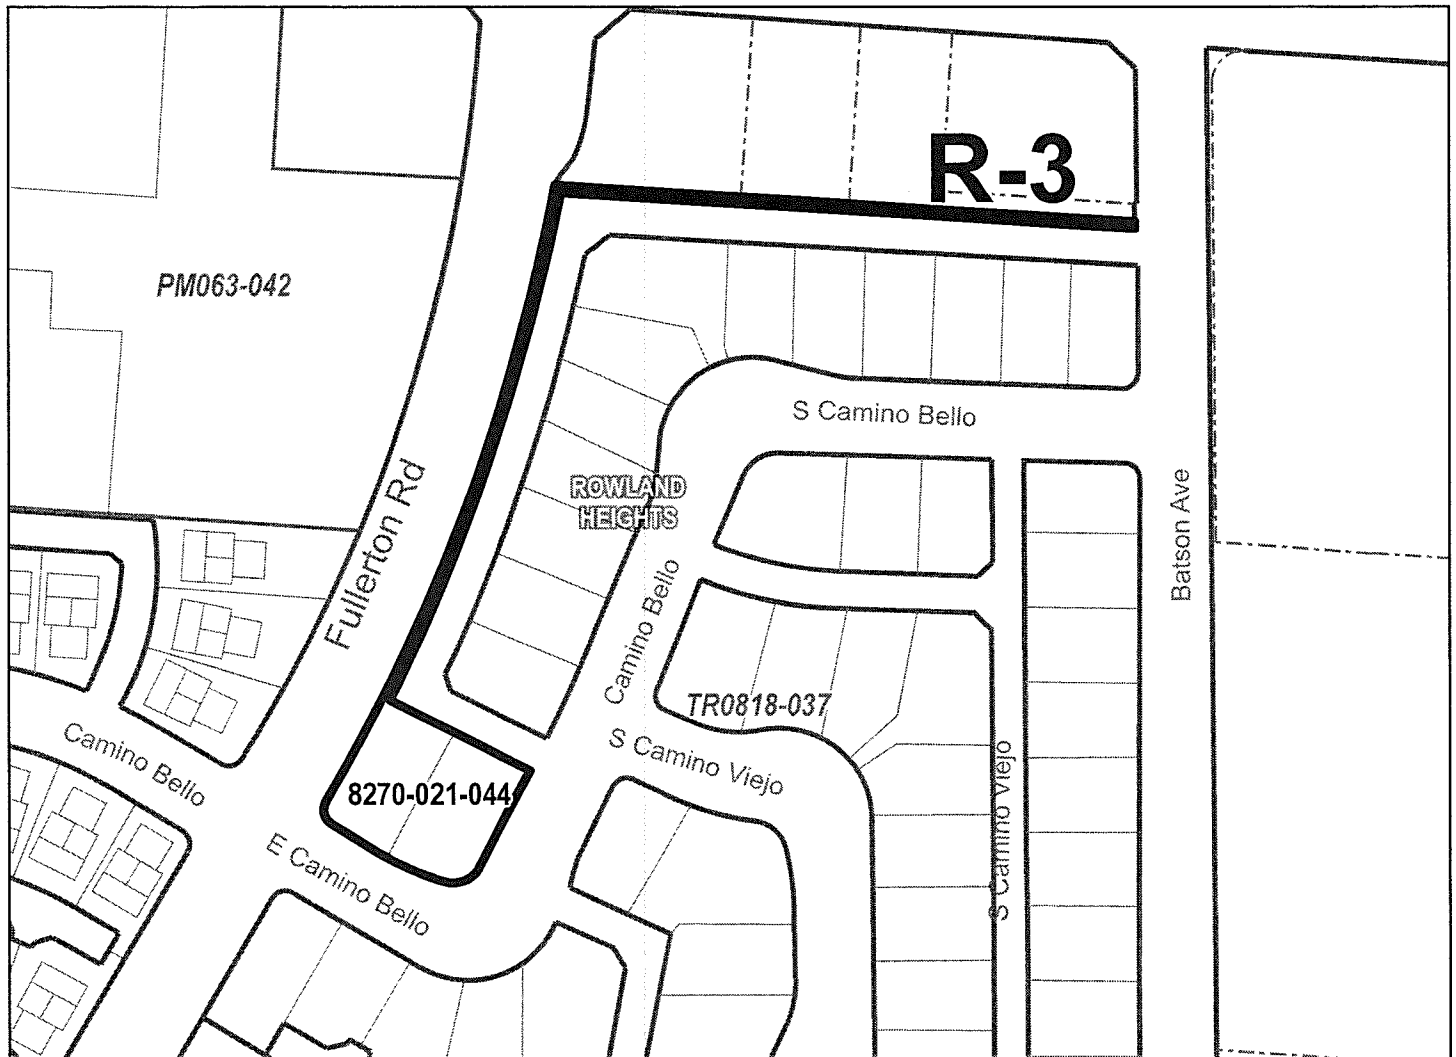 R-3
PM063-042
S Camino Bello
ROWLAND
HEIGHTS
Fullerton Rd
Batson Ave
Camino Bello
TR0818-037
S Camino Viejo
Camino Bello
8270-021-044
S Camino Viejo
E Camino Bello